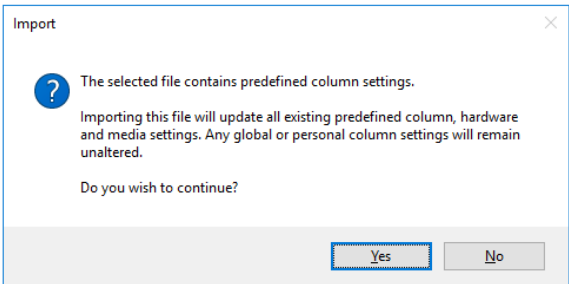 Import
The selected file contains predefined column settings.
Importing this file will update all existing predefined column, hardware
and media settings. Any global or personal column settings will remain
unaltered.
Do you wish to continue?
Yes
No